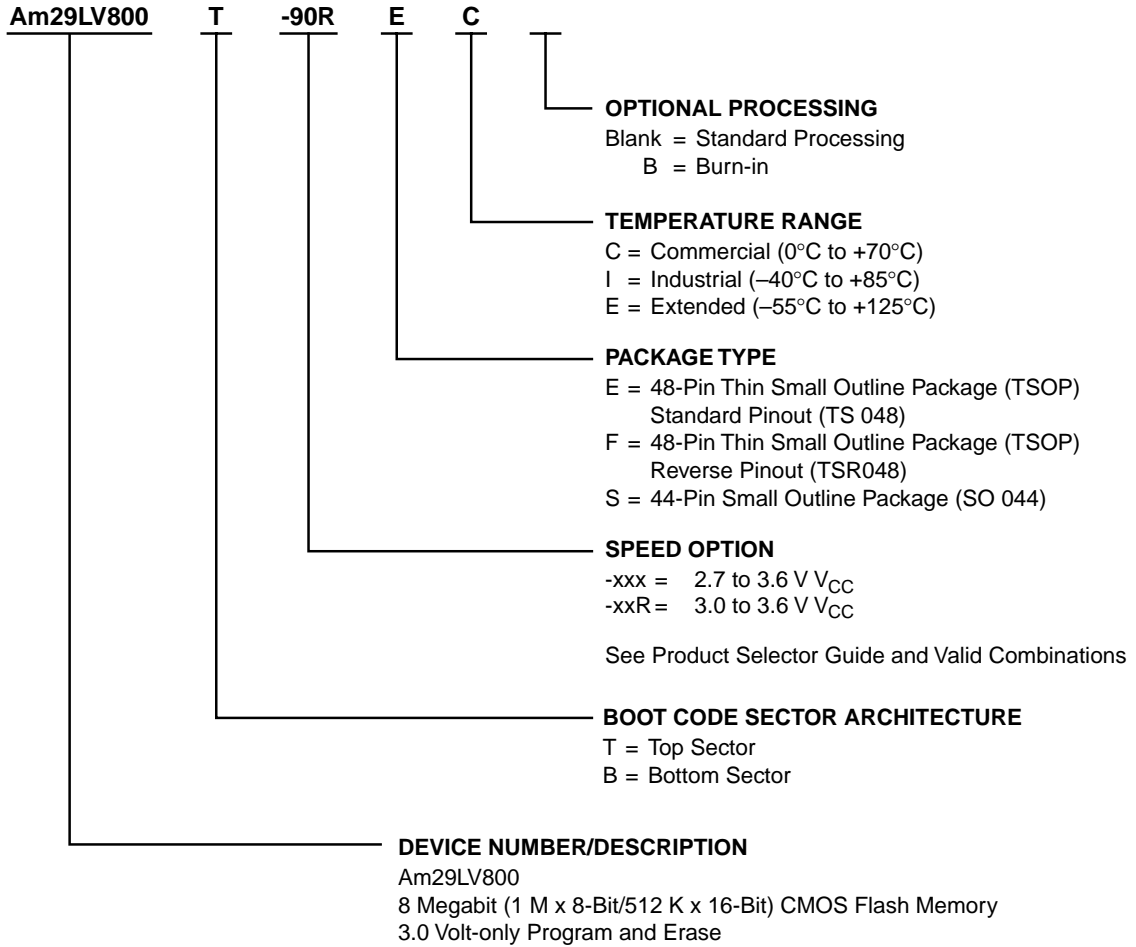 Am29LV800 T -90R E C
OPTIONAL PROCESSING
Blank = Standard Processing
B = Burn-in
TEMPERATURE RANGE
C = Commercial (0°C to +70°C)
I = Industrial (–40°C to +85°C)
E = Extended (–55°C to +125°C)
PACKAGE TYPE
E = 48-Pin Thin Small Outline Package (TSOP)
Standard Pinout (TS 048)
F = 48-Pin Thin Small Outline Package (TSOP)
Reverse Pinout (TSR048)
S = 44-Pin Small Outline Package (SO 044)
SPEED OPTION
-xxx = 2.7 to 3.6 V VCC
-xxR = 3.0 to 3.6 V VCC
See Product Selector Guide and Valid Combinations
BOOT CODE SECTOR ARCHITECTURE
T = Top Sector
B = Bottom Sector
DEVICE NUMBER/DESCRIPTION
Am29LV800
8 Megabit (1 M x 8-Bit/512 K x 16-Bit) CMOS Flash Memory
3.0 Volt-only Program and Erase